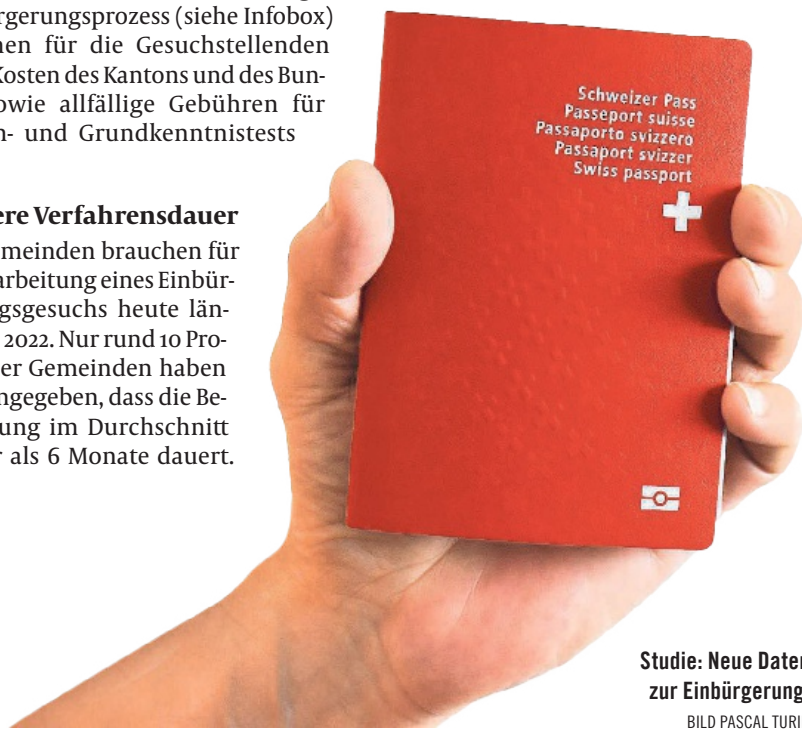 rgerungsprozess (siehe Infobox)
en für die Gesuchstellenden
Kosten des Kantons und des Bun-
owie allfällige Gebühren für
- und Grundkenntnistests
ere Verfahrensdauer
meinden brauchen für
arbeitung eines Einbür-
gsgesuchs heute län-
2022. Nur rund 10 Pro-
er Gemeinden haben
ngegeben, dass die Be-
ung im Durchschnitt
r als 6 Monate dauert.
Schweizer Pass
Passeport suisse
Passaporto svizzero
Passaport svizzer
Swiss passport
Studie: Neue Daten
zur Einbürgerung
BILD PASCAL TURI